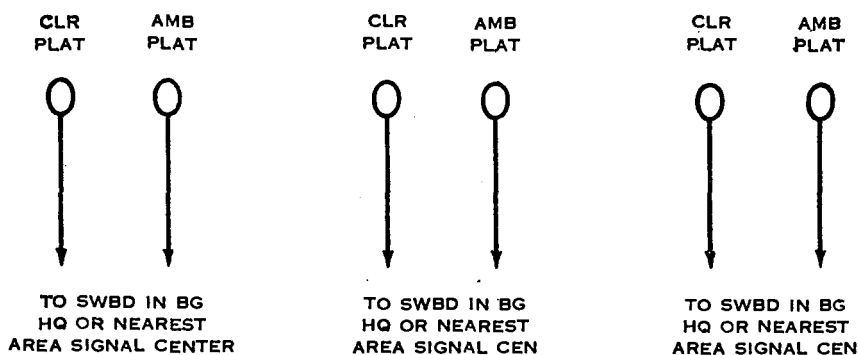 CLR PLAT
AMB PLAT
CLR PLAT
AMB PLAT
CLR PLAT
AMB PLAT
TO SWBD IN BG
HQ OR NEAREST
AREA SIGNAL CENTER
TO SWBD IN BG
HQ OR NEAREST
AREA SIGNAL CEN
TO SWBD IN BG
HQ OR NEAREST
AREA SIGNAL CEN